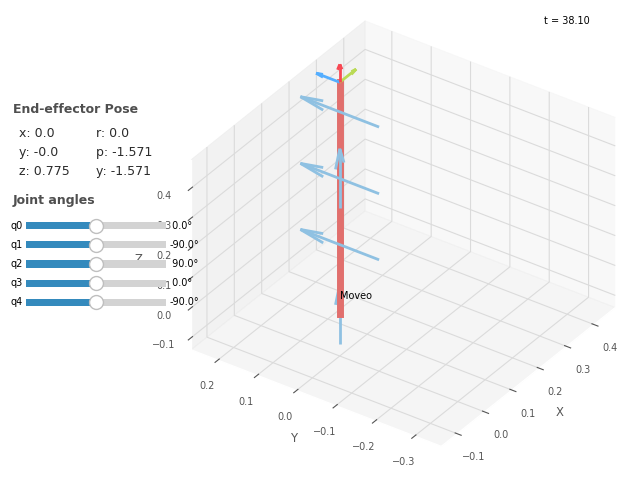 t = 38.10
End-effector Pose
x: 0.0 r: 0.0
y: -0.0 p: -1.571
z: 0.775 y: -1.571
Joint angles
q0 0.0°
q1 -90.0°
q2 90.0°
q3 0.0°
q4 -90.0°
Moveo
0.4
0.3
0.2
0.1
0.0
−0.1
Z
0.2
0.1
0.0
−0.1
−0.2
−0.3
Y
−0.1
0.0
0.1
0.2
0.3
0.4
X